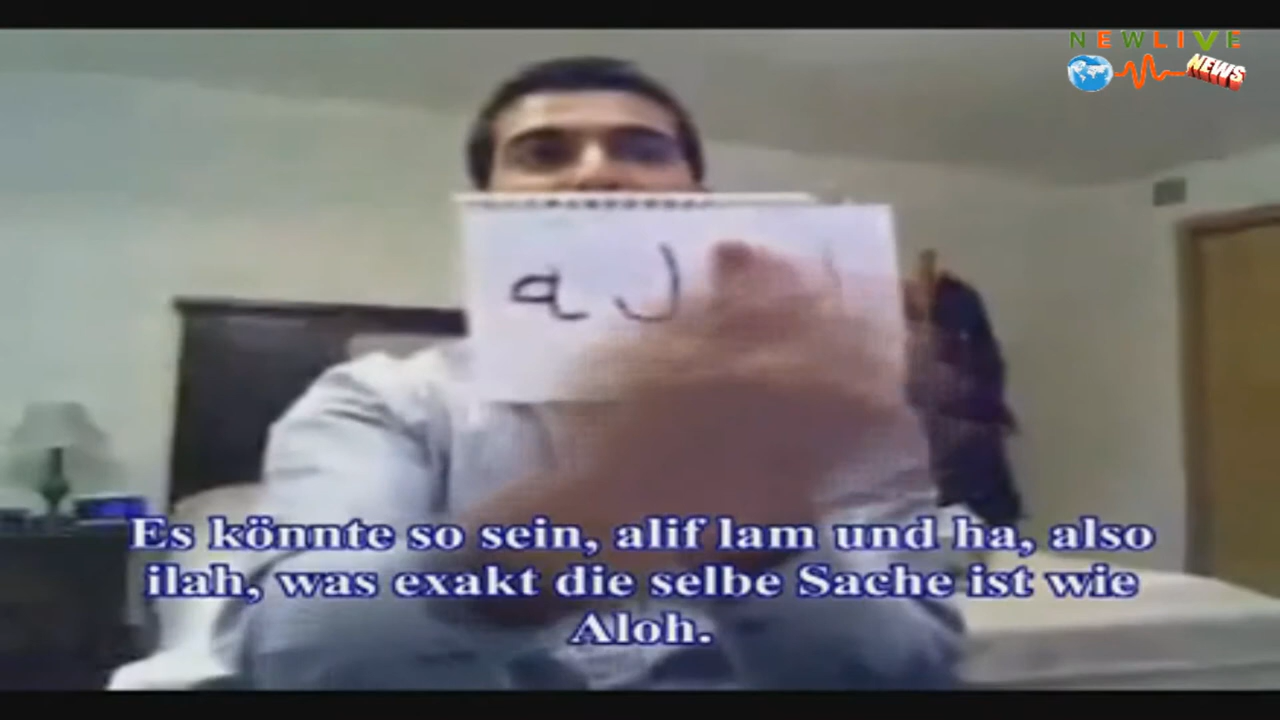 NEWLIVE
NEWS
ل ه
Es könnte so sein, alif lam und ha, also
ilah, was exakt die selbe Sache ist wie
Aloh.